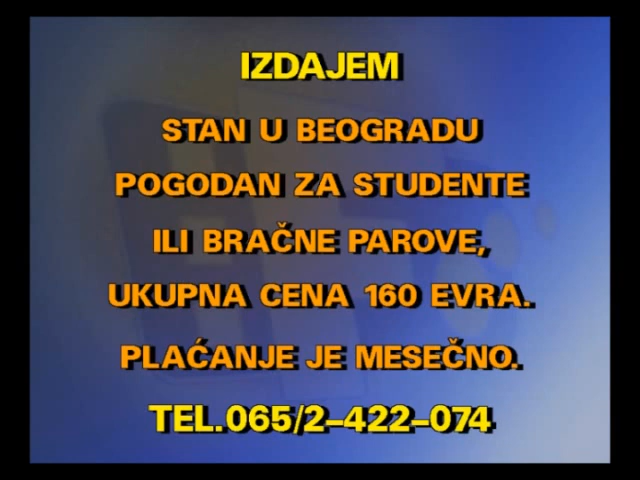 IZDAJEM
STAN U BEOGRADU
POGODAN ZA STUDENTE
ILI BRAČNE PAROVE,
UKUPNA CENA 160 EVRA.
PLAĆANJE JE MESEČNO.
TEL.065/2-422-074